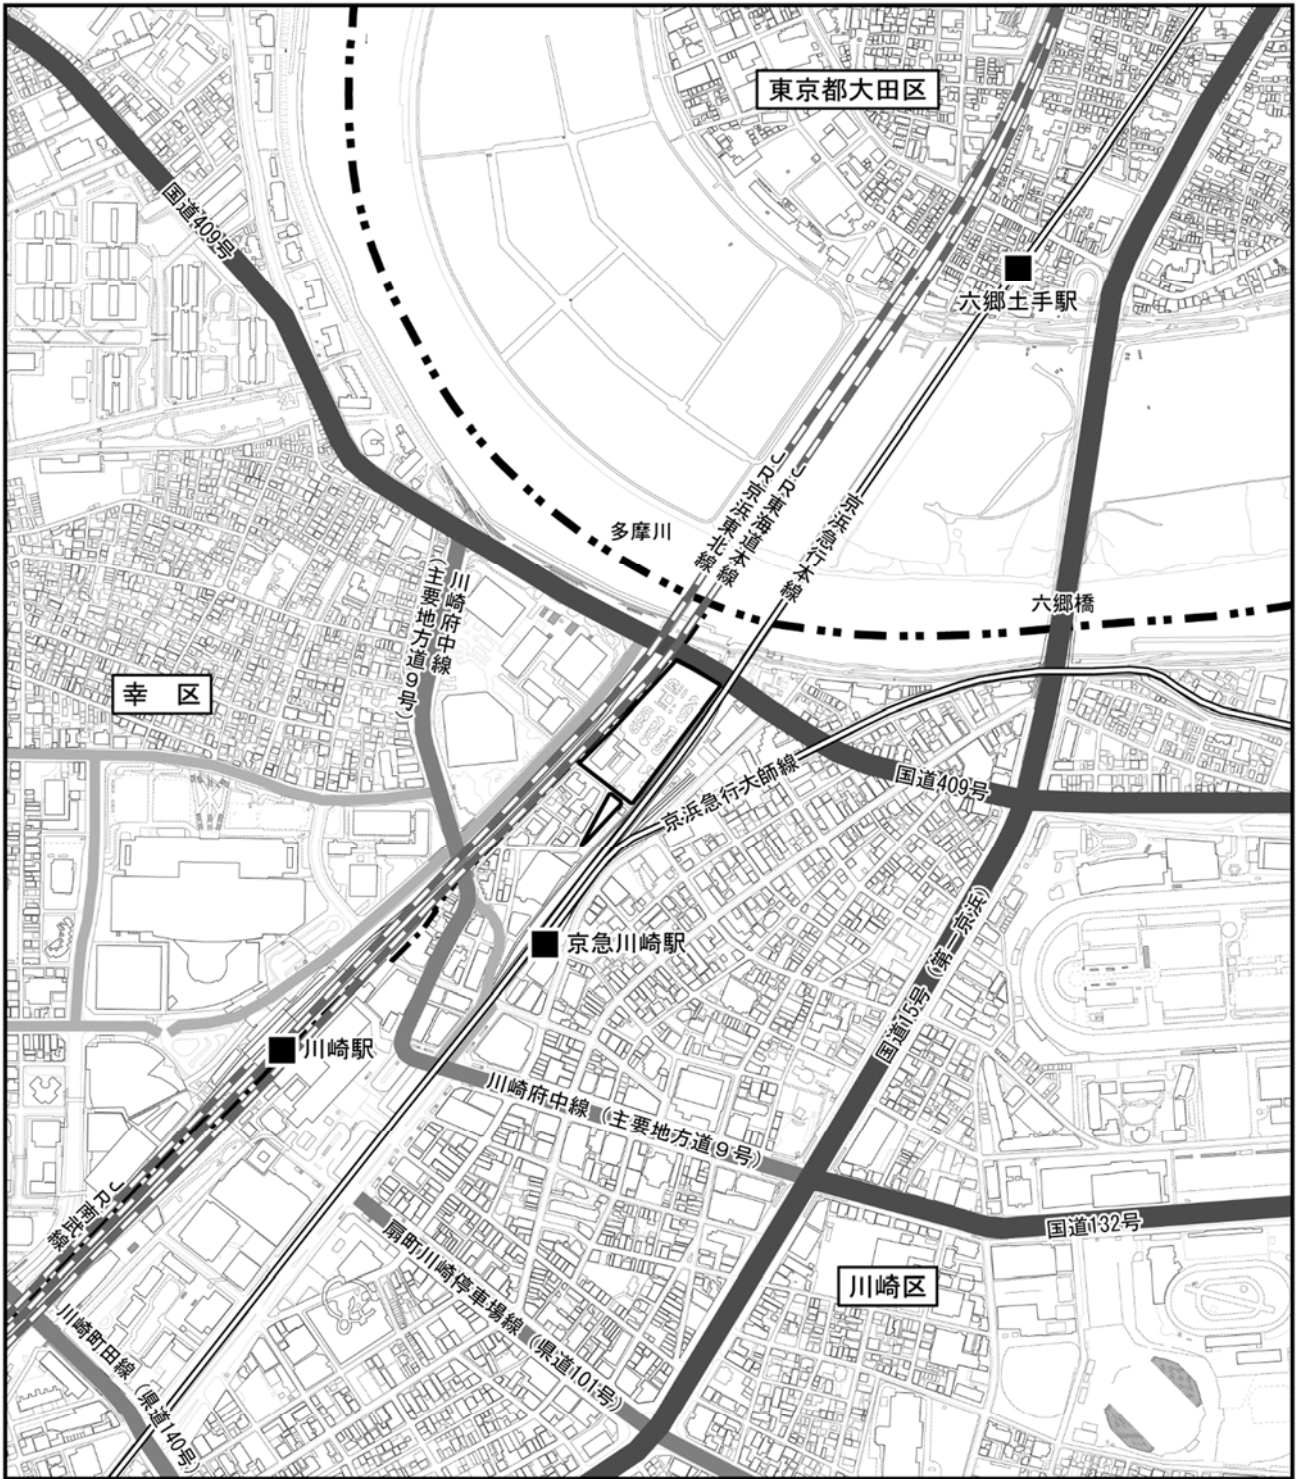 東京都大田区
国道409号
六郷土手駅
JR京浜東北線
JR東海道本線
京浜急行本線
多摩川
六郷橋
川崎府中線
(主要地方道9号)
幸 区
京浜急行大師線
国道409号
京急川崎駅
国道15号(第一京浜)
川崎駅
川崎府中線(主要地方道9号)
JR南武線
国道132号
扇町川崎停車場線(県道101号)
川崎区
川崎町田線(県道140号)